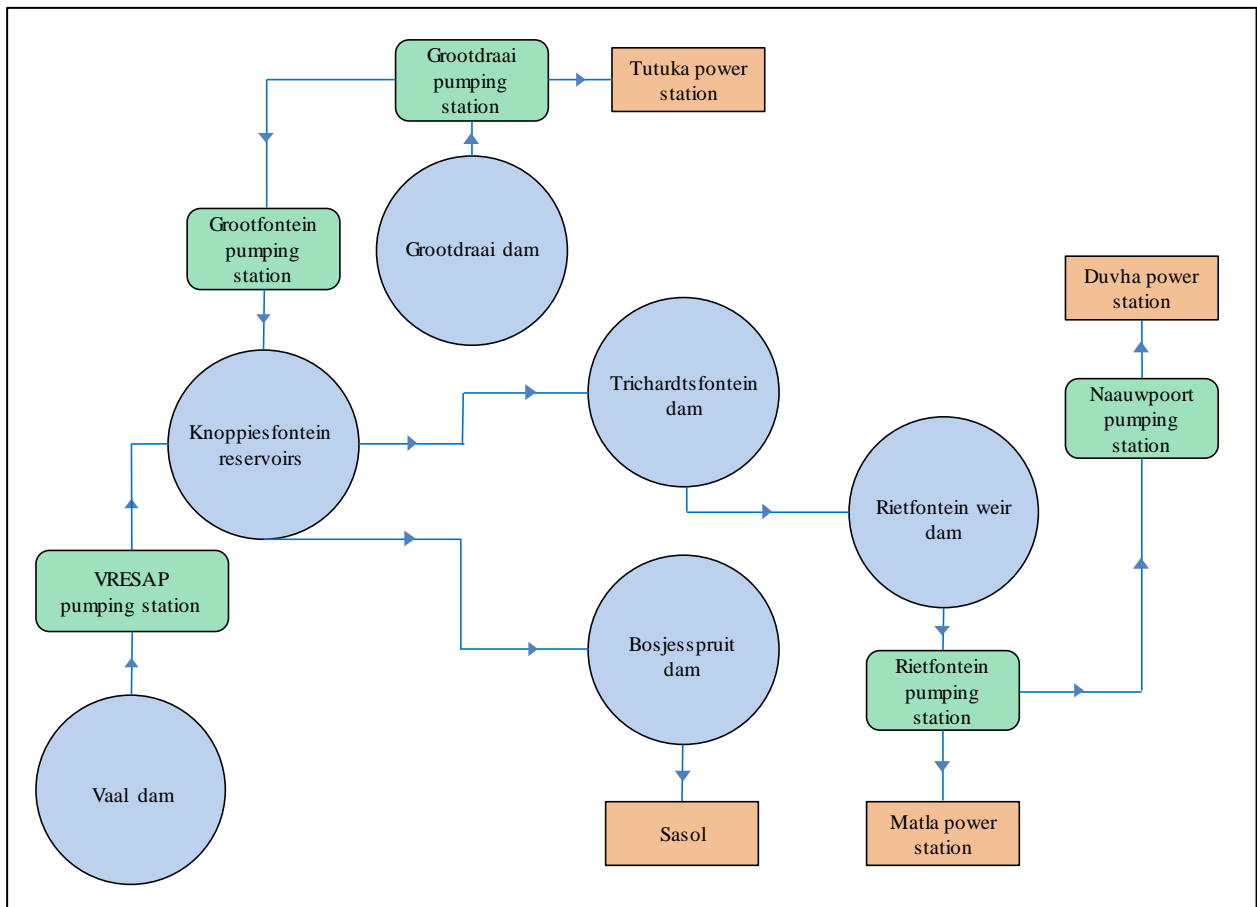 Grootdraai
pumping
station
Tutuka power
station
Grootfontein
pumping
station
Grootdraai dam
Duvha power
station
Trichardtsfontein
dam
Naauwpoort
pumping
station
Knoppiesfontein
reservoirs
Rietfontein weir
dam
VRESAP
pumping station
Bosjesspruit
dam
Rietfontein
pumping
station
Vaal dam
Sasol
Matla power
station